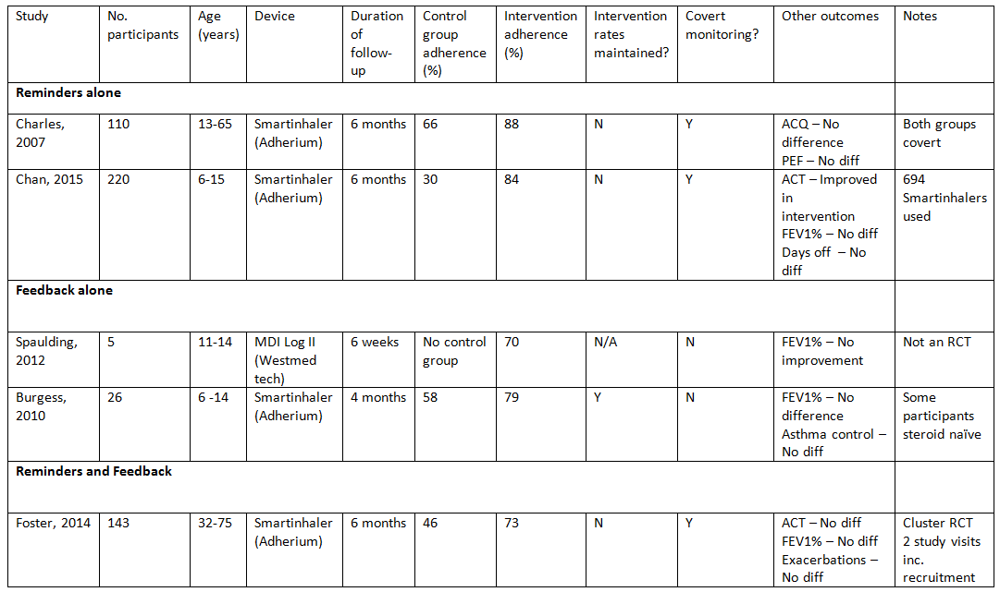 Study
No.
participants
Age
(years)
Device
Duration
of
follow-
up
Control
group
adherence
(%)
Intervention
adherence
(%)
Intervention
rates
maintained?
Covert
monitoring?
Other outcomes
Notes
Reminders alone
Charles,
2007
110
13-65
Smartinhaler
(Adherium)
6 months
66
88
N
Y
ACQ – No
difference
PEF – No diff
Both groups
covert
Chan, 2015
220
6-15
Smartinhaler
(Adherium)
6 months
30
84
N
Y
ACT – Improved
in
intervention
FEV1% – No diff
Days off – No
diff
694
Smartinhalers
used
Feedback alone
Spaulding,
2012
5
11-14
MDI Log II
(Westmed
tech)
6 weeks
No control
group
70
N/A
N
FEV1% – No
improvement
Not an RCT
Burgess,
2010
26
6 -14
Smartinhaler
(Adherium)
4 months
58
79
Y
N
FEV1% – No
difference
Asthma control –
No diff
Some
participants
steroid naïve
Reminders and Feedback
Foster, 2014
143
32-75
Smartinhaler
(Adherium)
6 months
46
73
N
Y
ACT – No diff
FEV1% – No diff
Exacerbations –
No diff
Cluster RCT
2 study visits
inc.
recruitment